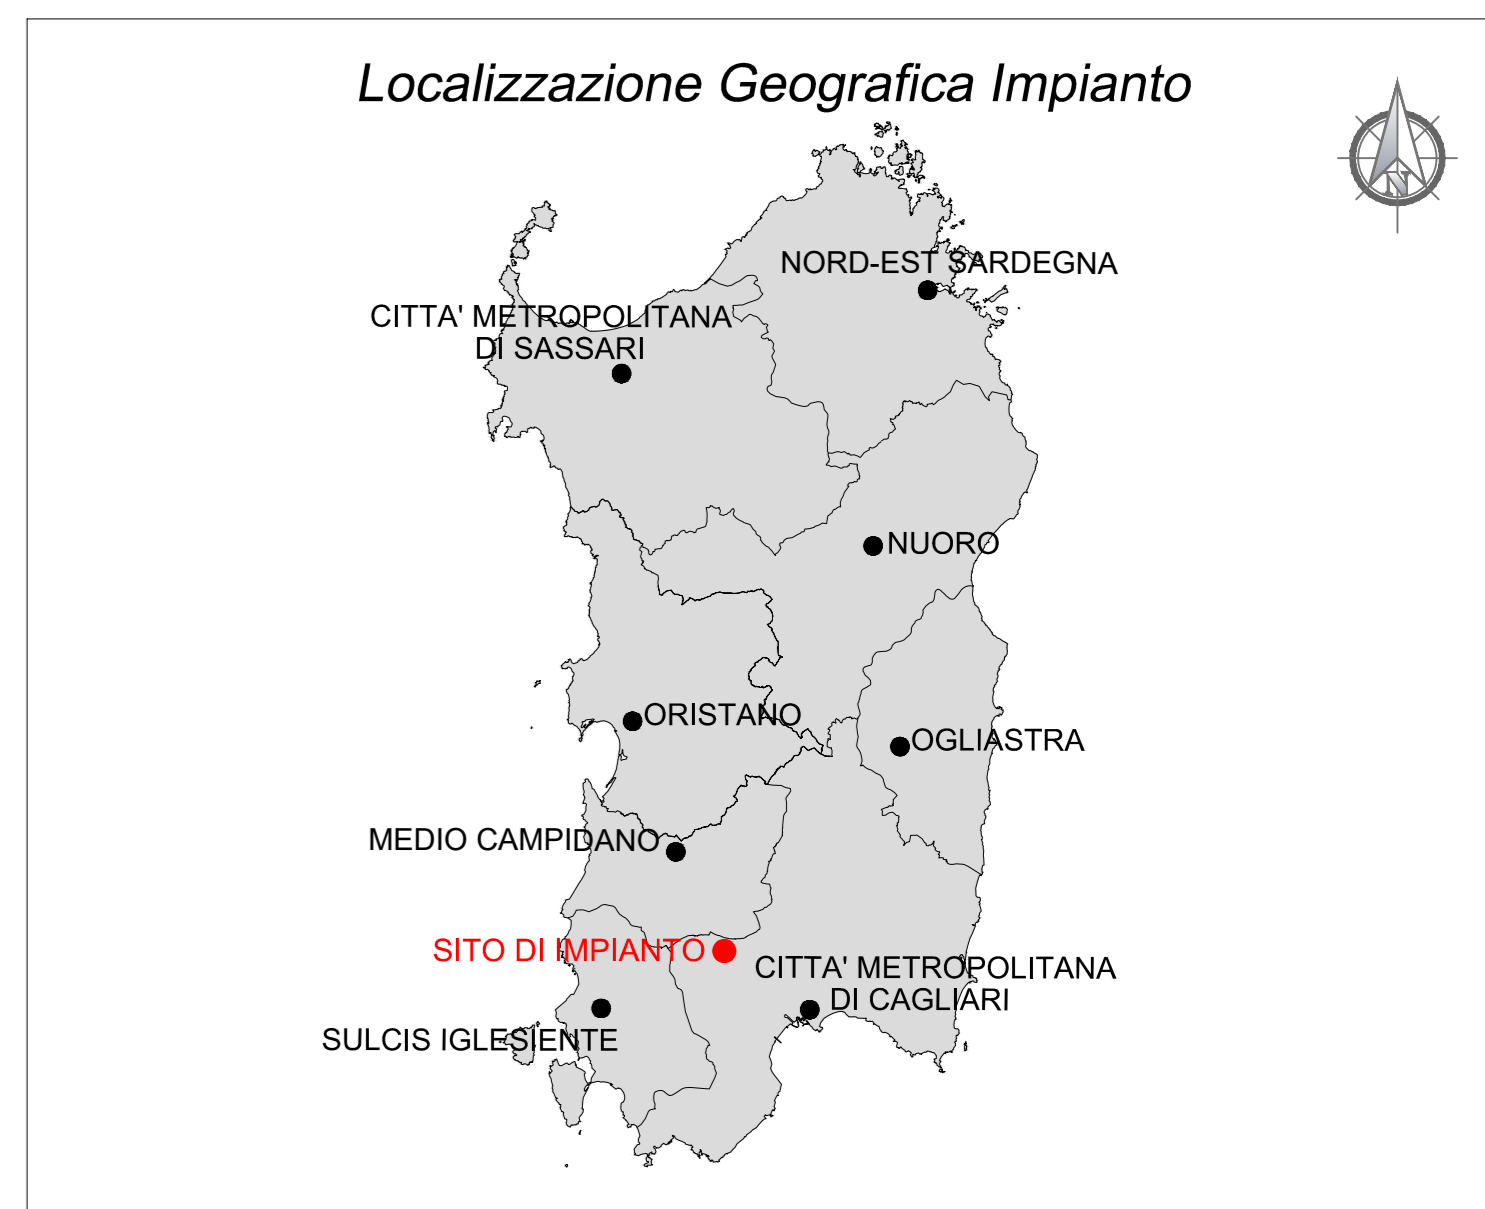 Localizzazione Geografica Impianto
N
NORD-EST SARDEGNA
CITTA' METROPOLITANA
DI SASSARI
NUORO
ORISTANO
OGLIASTRA
MEDIO CAMPIDANO
SITO DI IMPIANTO
CITTA' METROPOLITANA
DI CAGLIARI
SULCIS IGLESIENTE